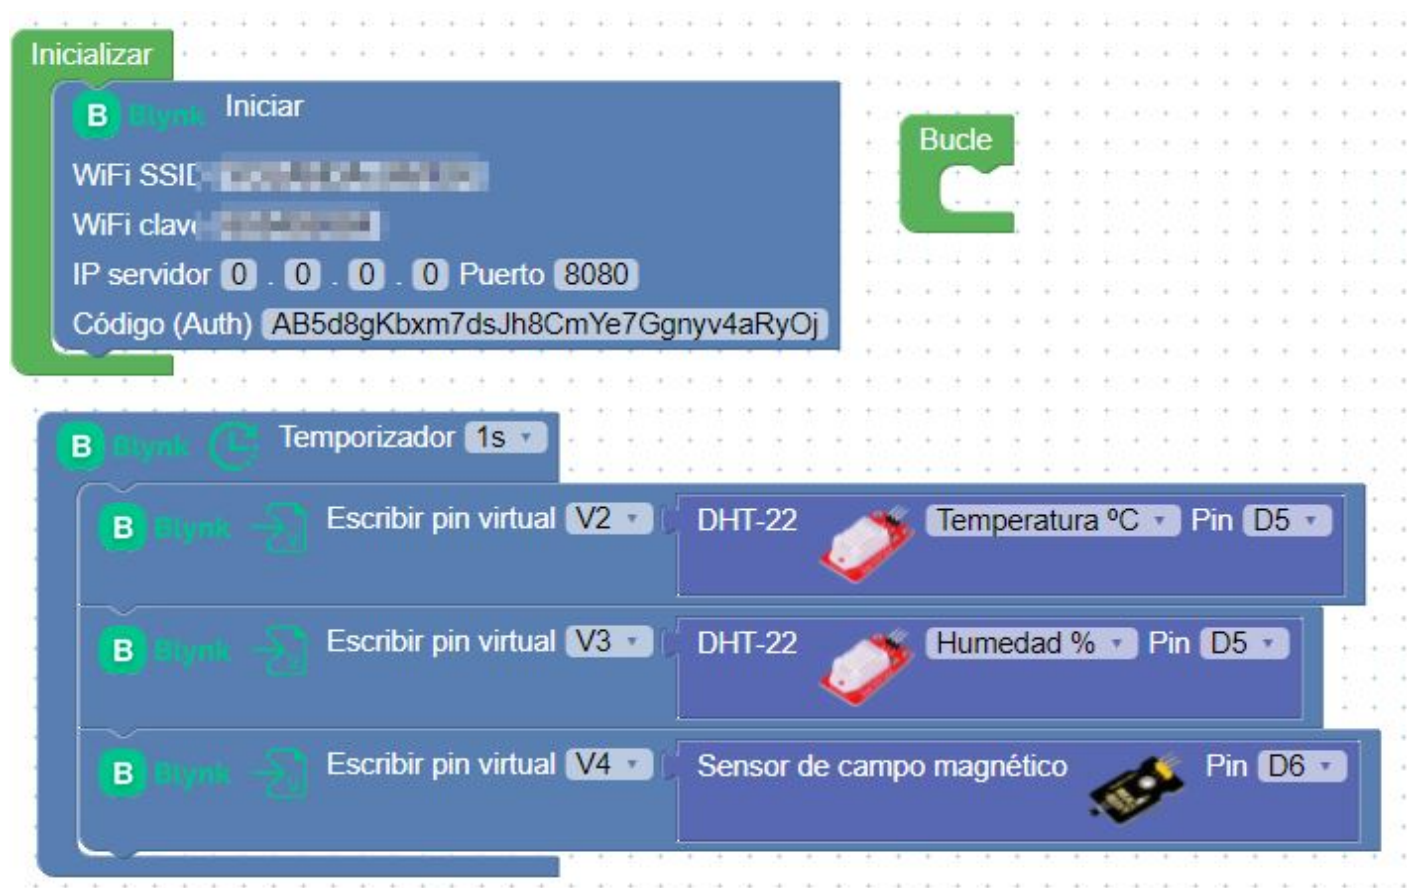 Inicializar
B Blynk Iniciar
WiFi SSID
WiFi clave
IP servidor 0 . 0 . 0 . 0 Puerto 8080
Código (Auth) AB5d8gKbxm7dsJh8CmYe7Ggnyv4aRyOj
Bucle
B Blynk Temporizador 1s
B Blynk Escribir pin virtual V2 DHT-22 Temperatura ºC Pin D5
B Blynk Escribir pin virtual V3 DHT-22 Humedad % Pin D5
B Blynk Escribir pin virtual V4 Sensor de campo magnético Pin D6